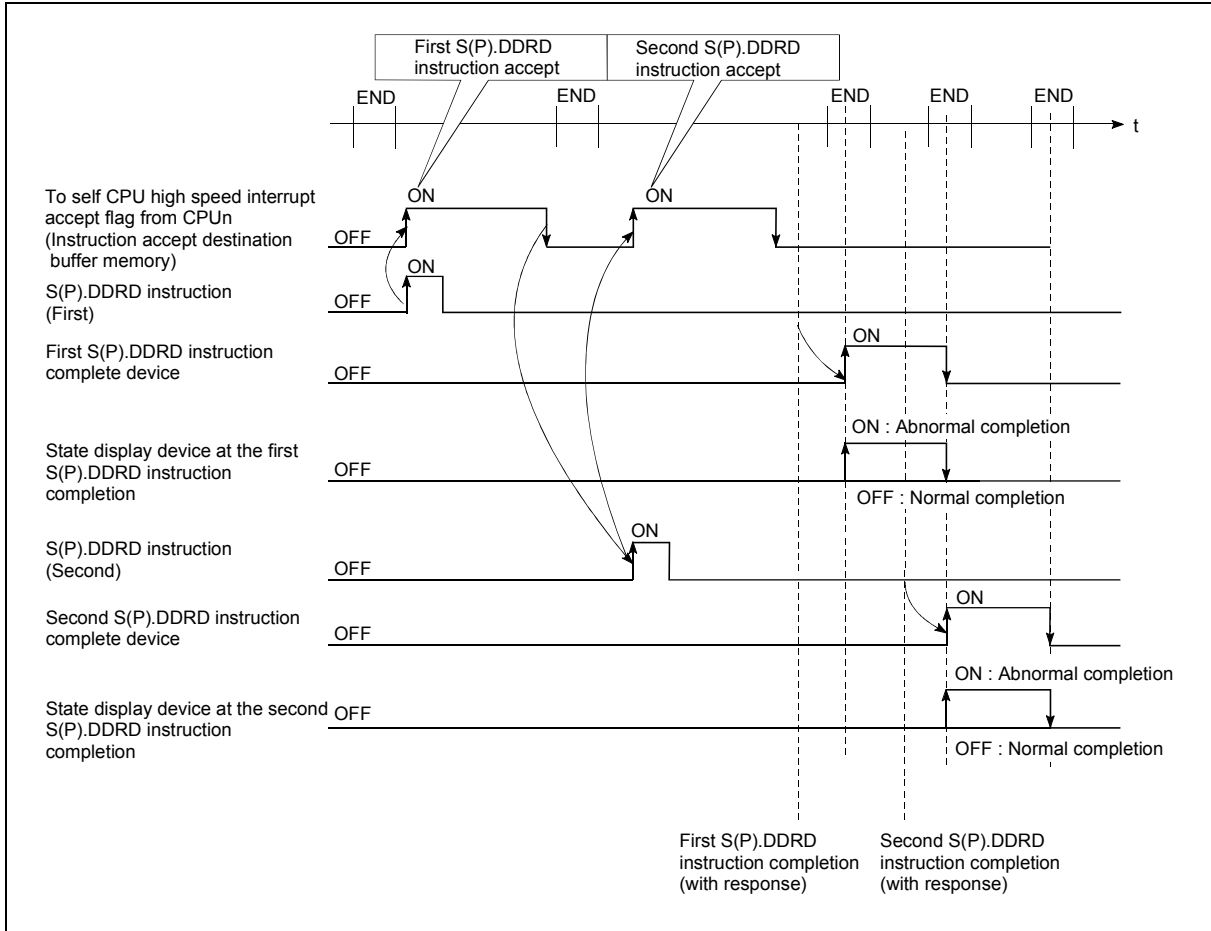 First S(P).DDRD
instruction accept
Second S(P).DDRD
instruction accept
END
END
END
END
END
t
To self CPU high speed interrupt
accept flag from CPUn
(Instruction accept destination
buffer memory)
OFF
ON
ON
S(P).DDRD instruction
(First)
OFF
ON
First S(P).DDRD instruction
complete device
OFF
ON
State display device at the first
S(P).DDRD instruction
completion
OFF
ON : Abnormal completion
OFF : Normal completion
S(P).DDRD instruction
(Second)
OFF
ON
Second S(P).DDRD instruction
complete device
OFF
ON
State display device at the second
S(P).DDRD instruction
completion
OFF
ON : Abnormal completion
OFF : Normal completion
First S(P).DDRD
instruction completion
(with response)
Second S(P).DDRD
instruction completion
(with response)